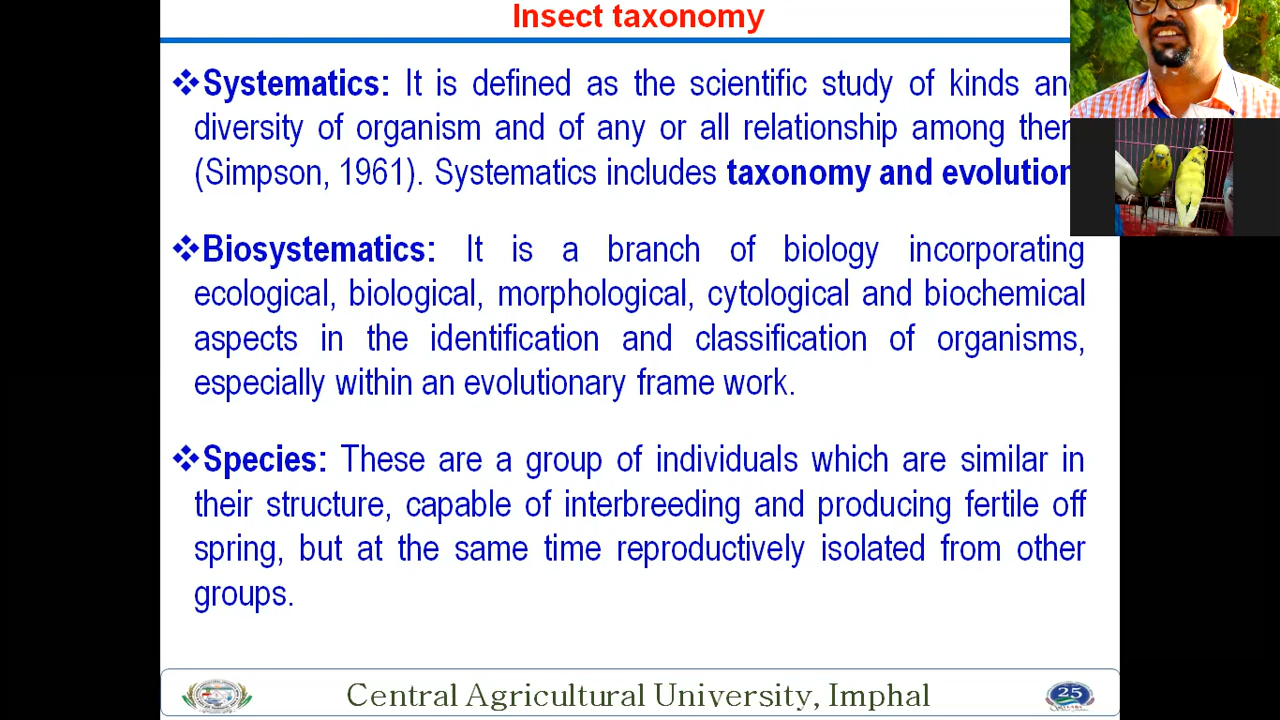 Insect taxonomy
❖Systematics: It is defined as the scientific study of kinds an
diversity of organism and of any or all relationship among ther
(Simpson, 1961). Systematics includes taxonomy and evolution
❖Biosystematics: It is a branch of biology incorporating
ecological, biological, morphological, cytological and biochemical
aspects in the identification and classification of organisms,
especially within an evolutionary frame work.
❖Species: These are a group of individuals which are similar in
their structure, capable of interbreeding and producing fertile off
spring, but at the same time reproductively isolated from other
groups.
Central Agricultural University, Imphal
25